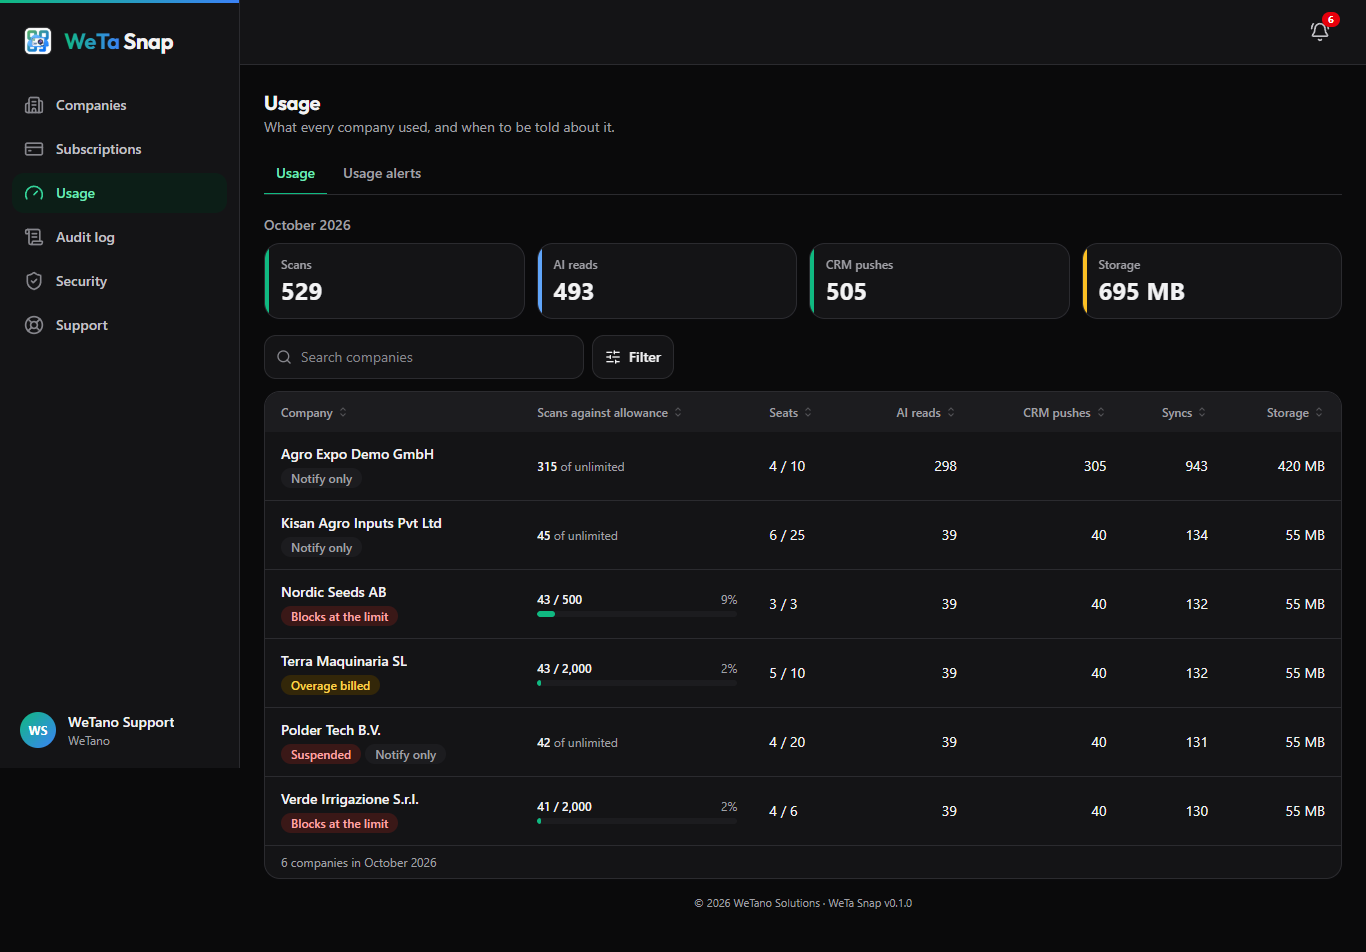 WeTa Snap
6
Companies
Subscriptions
Usage
Audit log
Security
Support
WS
WeTano Support
WeTano
Usage
What every company used, and when to be told about it.
Usage Usage alerts
October 2026
Scans AI reads CRM pushes Storage
529 493 505 695 MB
Search companies Filter
Company Scans against allowance Seats AI reads CRM pushes Syncs Storage
Agro Expo Demo GmbH
Notify only
315 of unlimited 4 / 10 298 305 943 420 MB
Kisan Agro Inputs Pvt Ltd
Notify only
45 of unlimited 6 / 25 39 40 134 55 MB
Nordic Seeds AB
Blocks at the limit
43 / 500 9% 3 / 3 39 40 132 55 MB
Terra Maquinaria SL
Overage billed
43 / 2,000 2% 5 / 10 39 40 132 55 MB
Polder Tech B.V.
Suspended Notify only
42 of unlimited 4 / 20 39 40 131 55 MB
Verde Irrigazione S.r.l.
Blocks at the limit
41 / 2,000 2% 4 / 6 39 40 130 55 MB
6 companies in October 2026
© 2026 WeTano Solutions · WeTa Snap v0.1.0